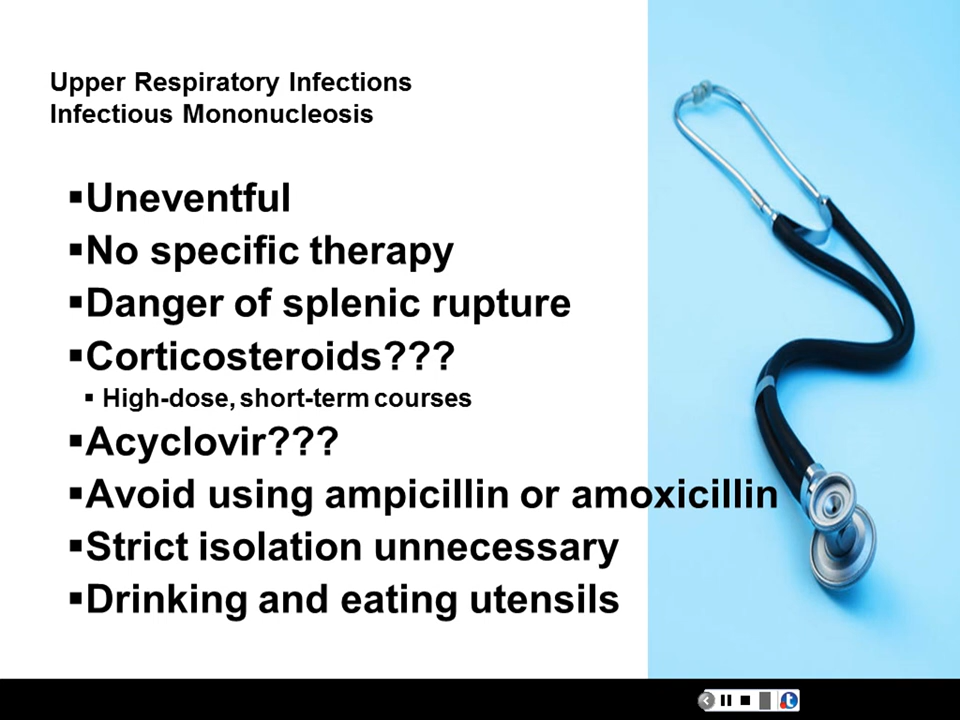 Upper Respiratory Infections
Infectious Mononucleosis
▪Uneventful
▪No specific therapy
▪Danger of splenic rupture
▪Corticosteroids???
▪ High-dose, short-term courses
▪Acyclovir???
▪Avoid using ampicillin or amoxicillin
▪Strict isolation unnecessary
▪Drinking and eating utensils
t